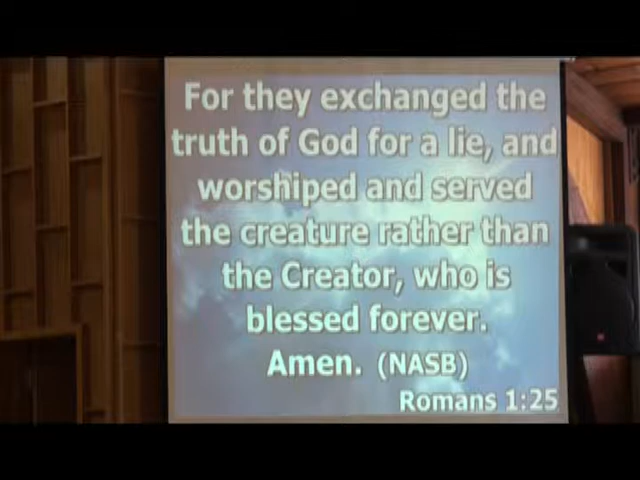 For they exchanged the
truth of God for a lie, and
worshiped and served
the creature rather than
the Creator, who is
blessed forever.
Amen. (NASB)
Romans 1:25